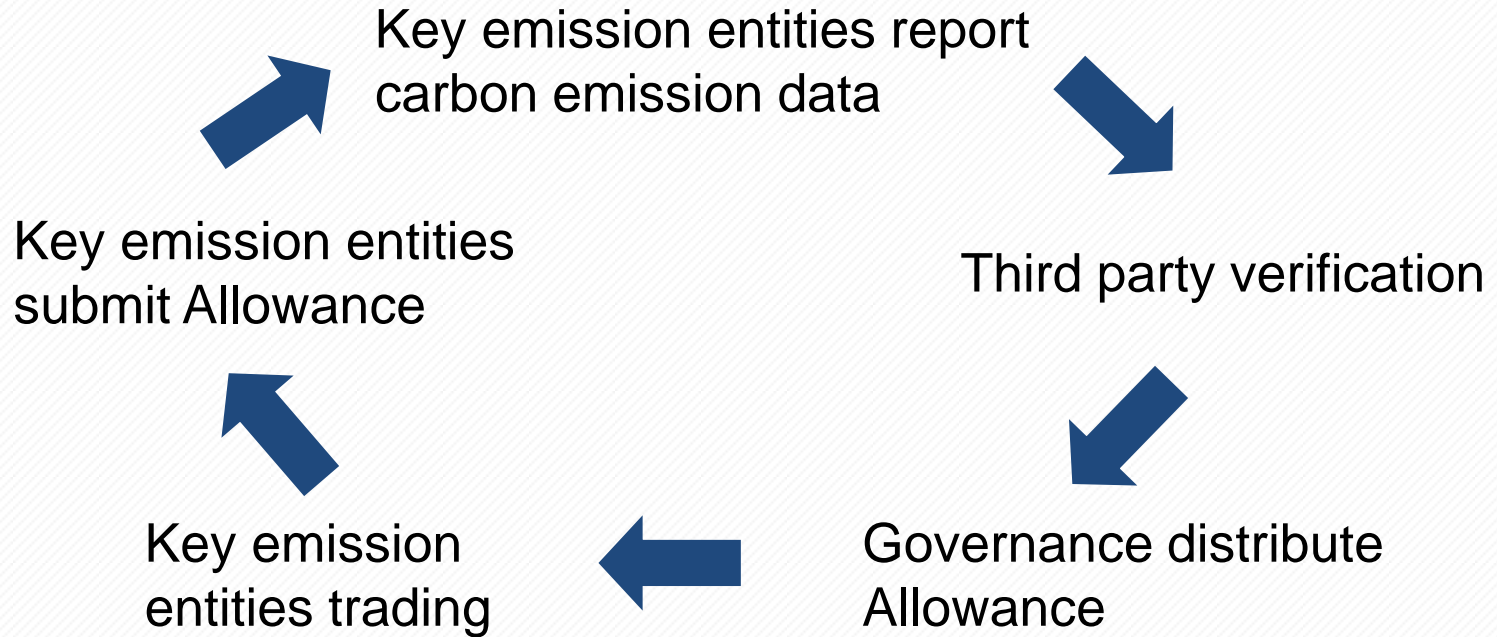 Key emission entities report
carbon emission data
Third party verification
Governance distribute
Allowance
Key emission
entities trading
Key emission entities
submit Allowance